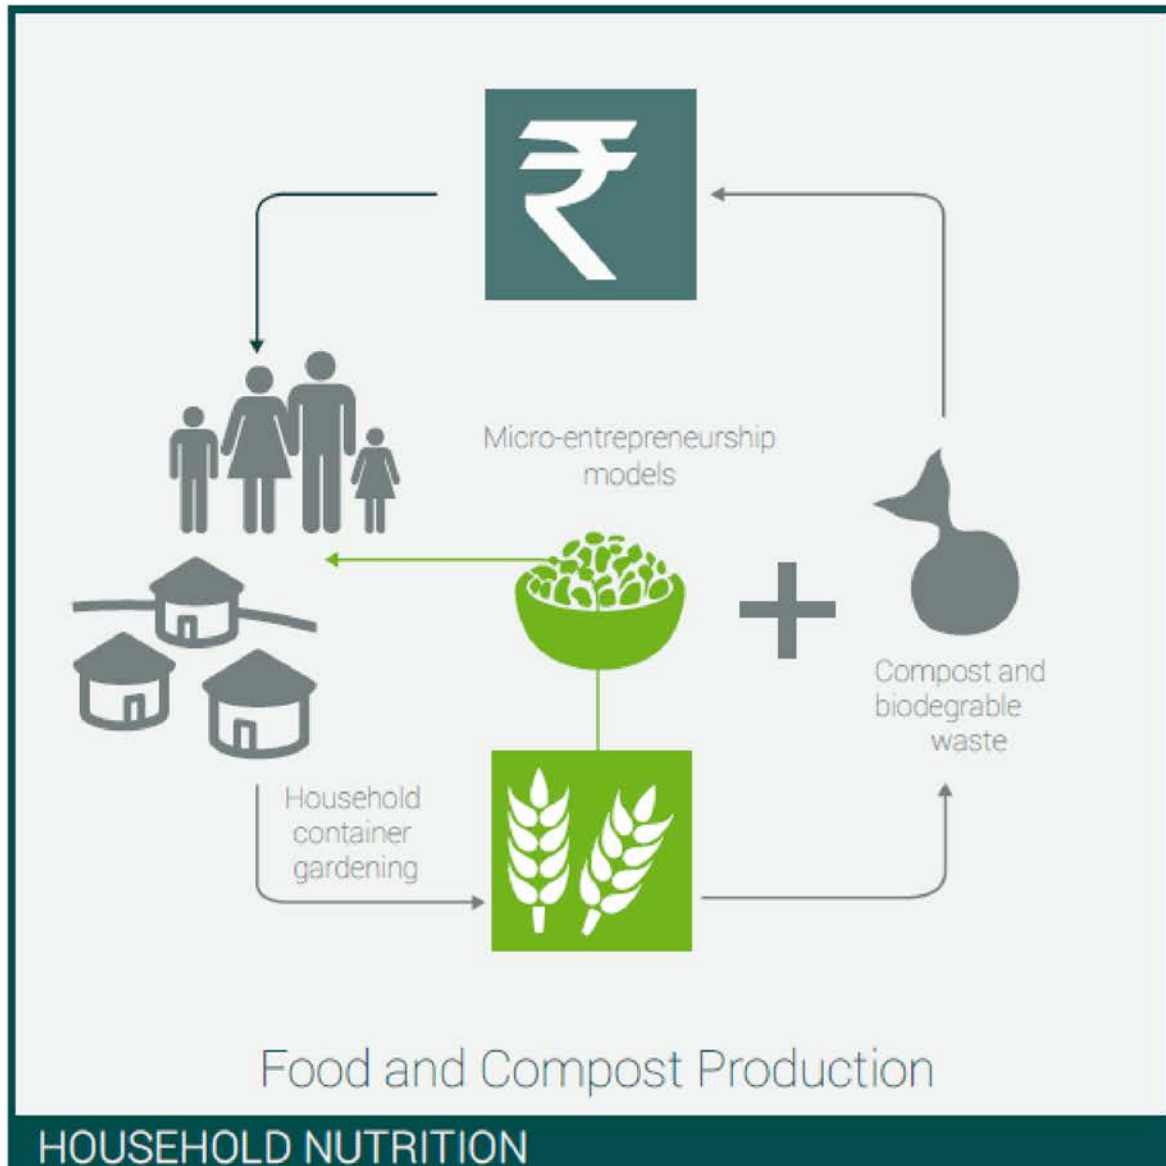 ₹
Micro-entrepreneurship
models
Compost and
biodegrable
waste
Household
container
gardening
Food and Compost Production
HOUSEHOLD NUTRITION